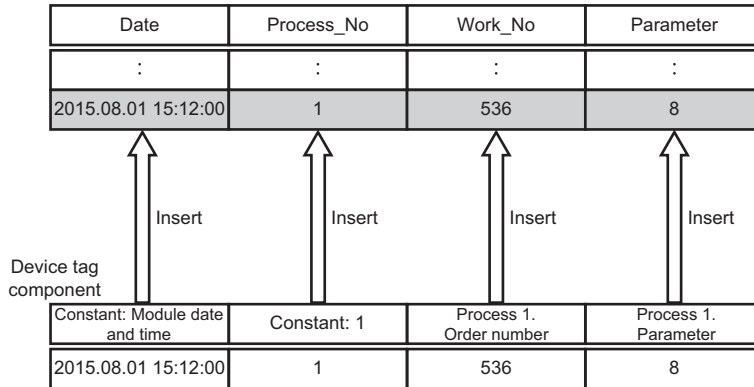 Date Process_No Work_No Parameter
: : : :
2015.08.01 15:12:00 1 536 8
Insert Insert Insert Insert
Device tag
component
Constant: Module date
and time
Constant: 1
Process 1.
Order number
Process 1.
Parameter
2015.08.01 15:12:00 1 536 8